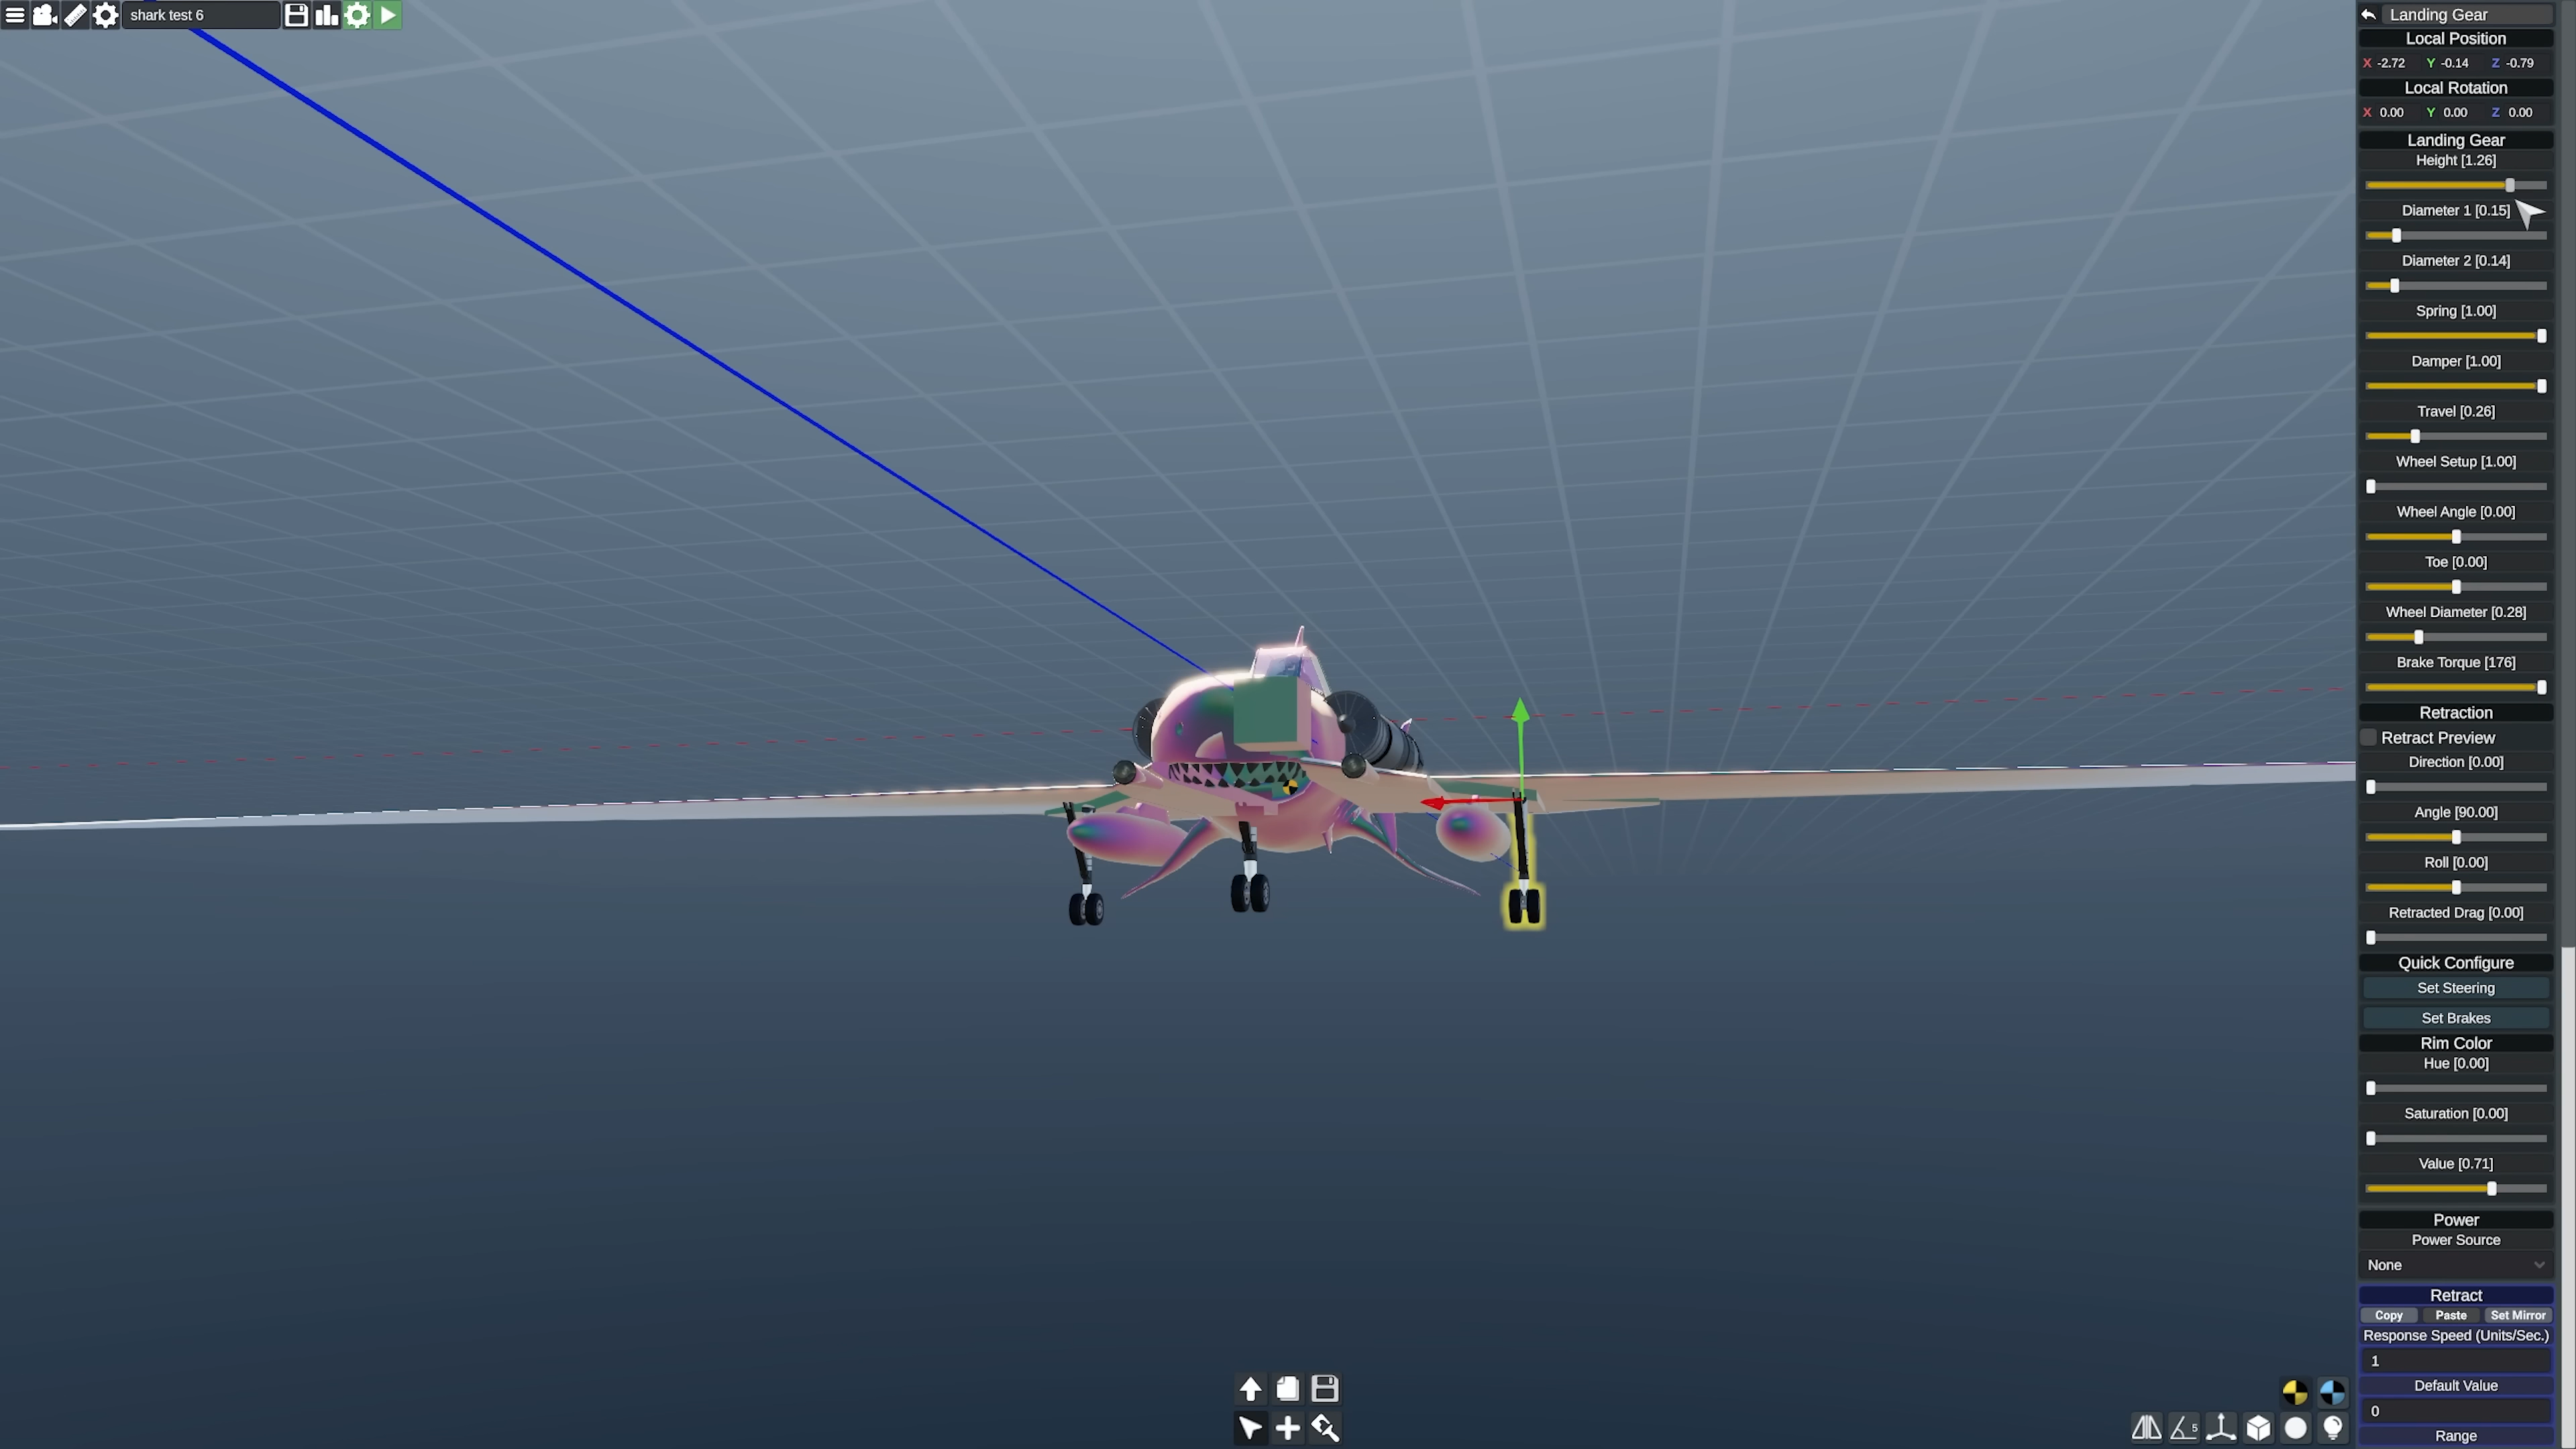 shark test 6
Landing Gear
Local Position
X -2.72 Y -0.14 Z -0.79
Local Rotation
X 0.00 Y 0.00 Z 0.00
Landing Gear
Height [1.26]
Diameter 1 [0.15]
Diameter 2 [0.14]
Spring [1.00]
Damper [1.00]
Travel [0.26]
Wheel Setup [1.00]
Wheel Angle [0.00]
Toe [0.00]
Wheel Diameter [0.28]
Brake Torque [176]
Retraction
Retract Preview
Direction [0.00]
Angle [90.00]
Roll [0.00]
Retracted Drag [0.00]
Quick Configure
Set Steering
Set Brakes
Rim Color
Hue [0.00]
Saturation [0.00]
Value [0.71]
Power
Power Source
None
Retract
Copy Paste Set Mirror
Response Speed (Units/Sec.)
1
Default Value
0
Range
5